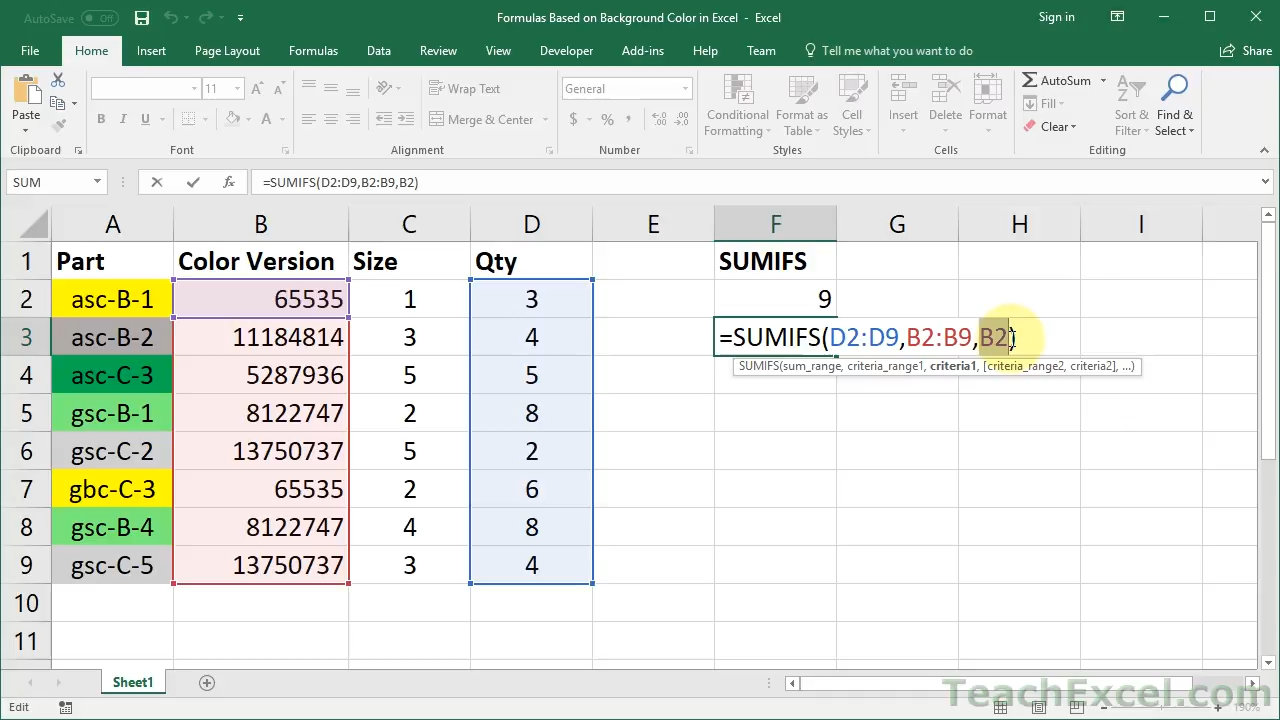 AutoSave Off
Formulas Based on Background Color in Excel - Excel
Sign in
File Home Insert Page Layout Formulas Data Review View Developer Add-ins Help Team Tell me what you want to do Share
Paste
Clipboard
11
A A
B I U A
Font
Wrap Text
Merge & Center
Alignment
General
$ % ,
Number
Conditional Formatting
Format as Table
Cell Styles
Styles
Insert Delete Format
Cells
AutoSum
Fill
Clear
Sort & Filter
Find & Select
Editing
SUM fx =SUMIFS(D2:D9,B2:B9,B2)
A B C D E F G H I
1 Part Color Version Size Qty SUMIFS
2 asc-B-1 65535 1 3 9
3 asc-B-2 11184814 3 4 =SUMIFS(D2:D9,B2:B9,B2)
SUMIFS(sum_range, criteria_range1, criteria1, [criteria_range2, criteria2], ...)
4 asc-C-3 5287936 5 5
5 gsc-B-1 8122747 2 8
6 gsc-C-2 13750737 5 2
7 gbc-C-3 65535 2 6
8 gsc-B-4 8122747 4 8
9 gsc-C-5 13750737 3 4
10
11
Sheet1
TeachExcel.com
Edit
190%